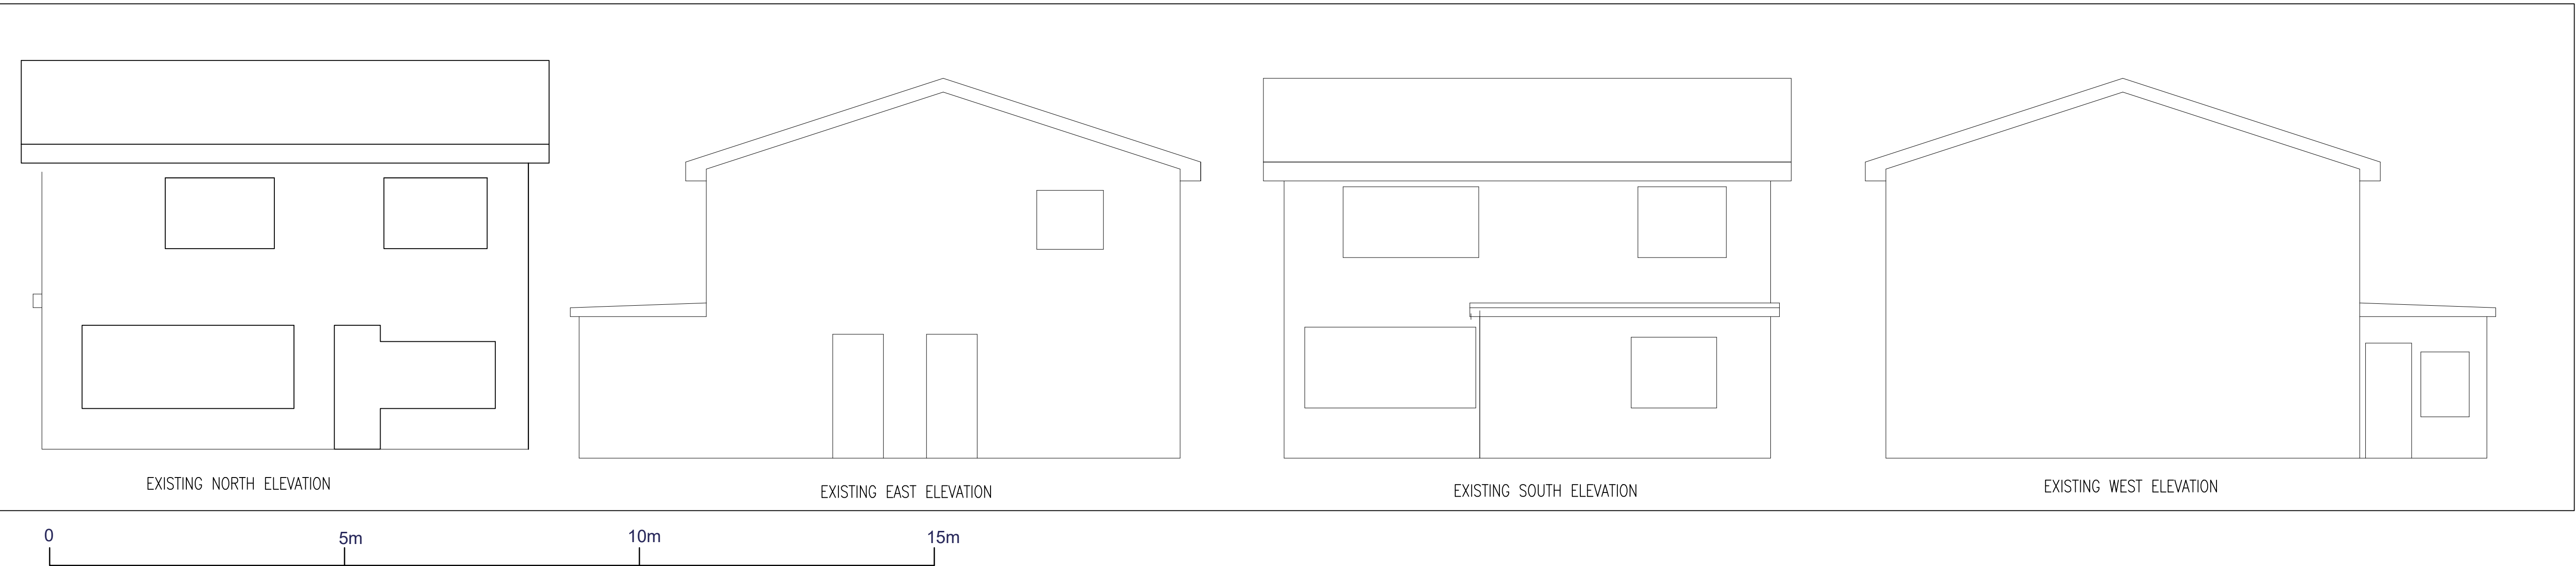 EXISTING NORTH ELEVATION
EXISTING EAST ELEVATION
EXISTING SOUTH ELEVATION
EXISTING WEST ELEVATION
0 5m 10m 15m